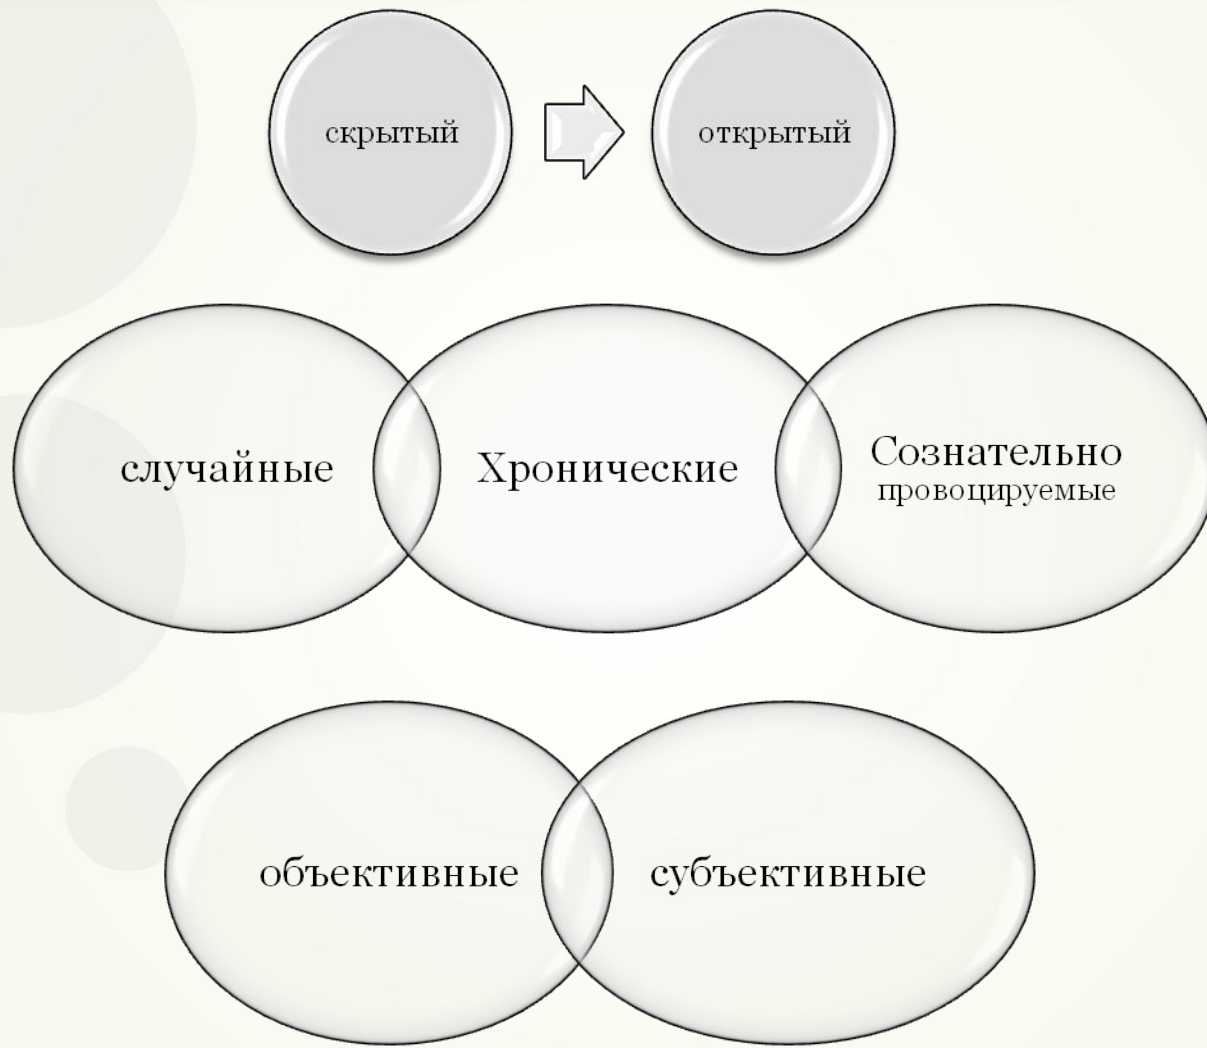 скрытый
открытый
случайные
Хронические
Сознательно
провоцируемые
объективные
субъективные